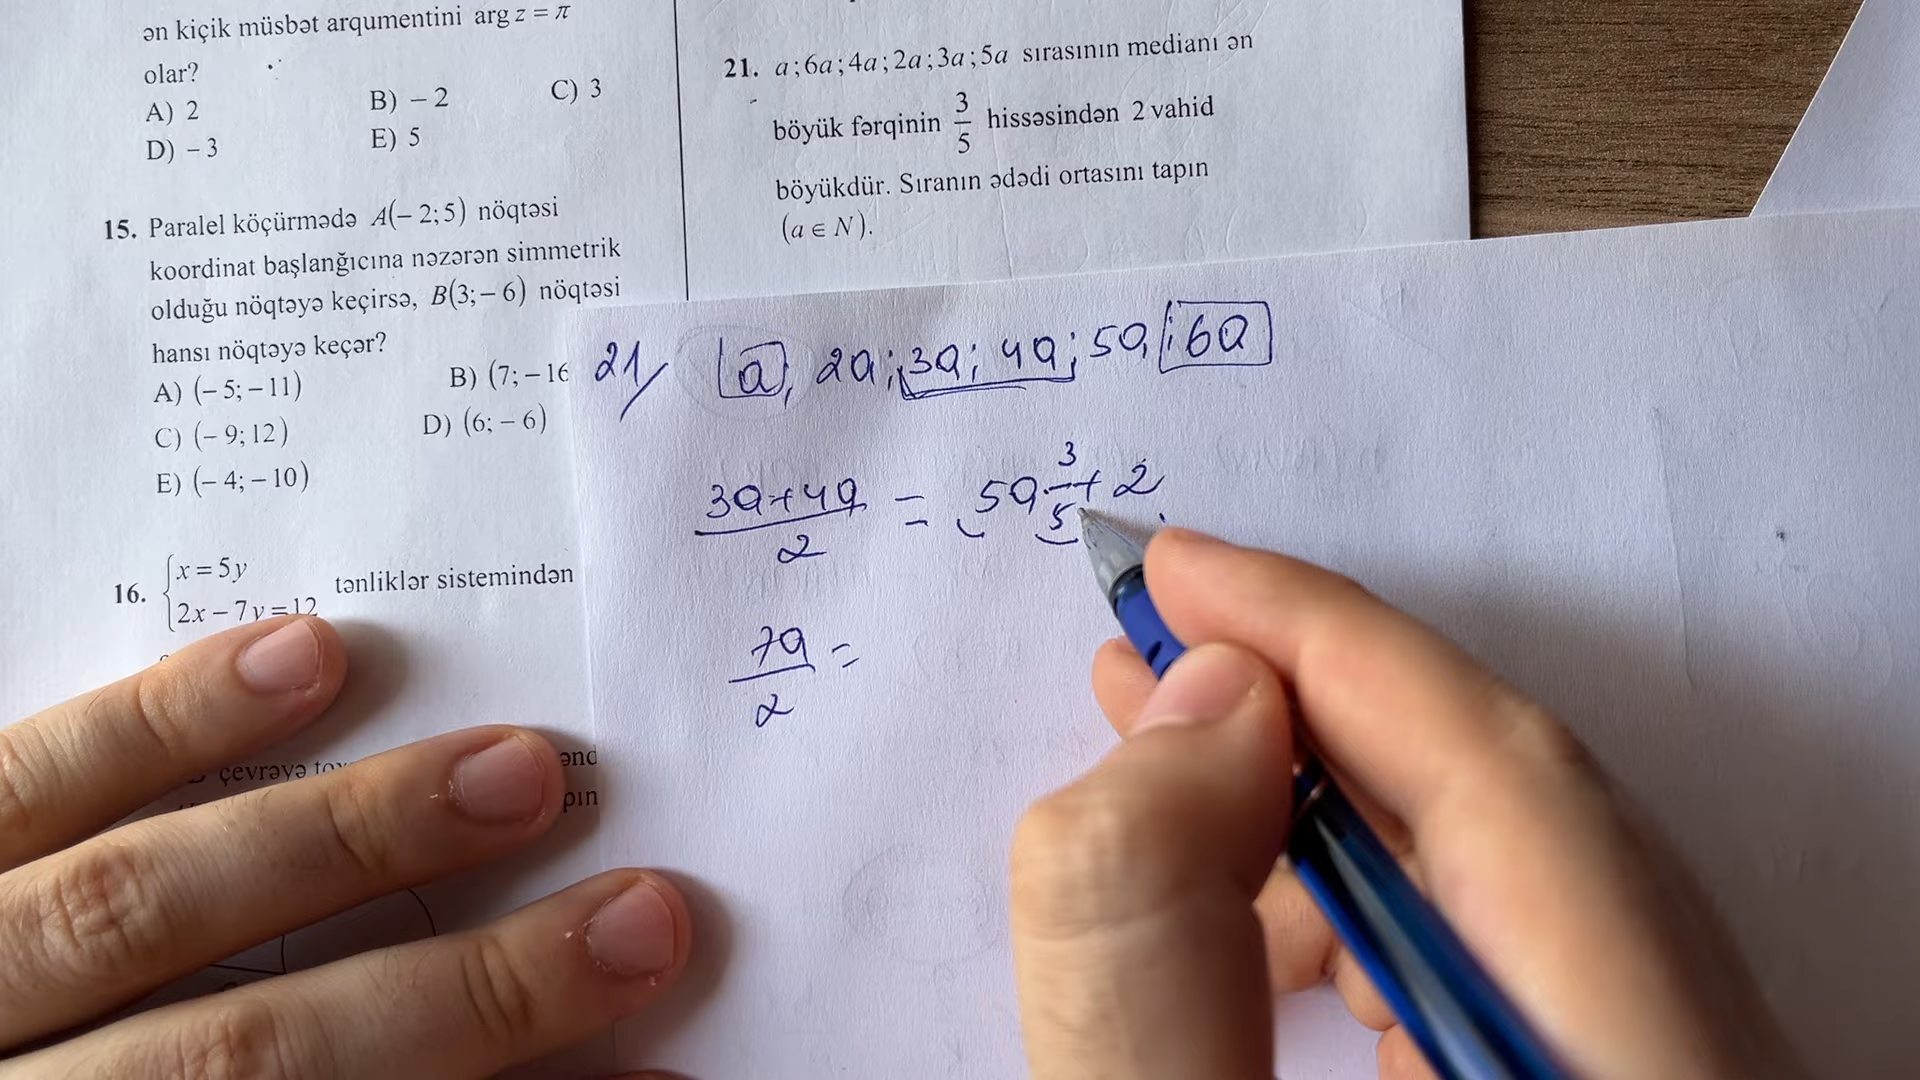 ən kiçik müsbət arqumentini arg z = π
olar?
A) 2 B) – 2 C) 3
D) – 3 E) 5
15. Paralel köçürmədə A(– 2; 5) nöqtəsi
koordinat başlanğıcına nəzərən simmetrik
olduğu nöqtəyə keçirsə, B(3; – 6) nöqtəsi
hansı nöqtəyə keçər?
A) (– 5; – 11) B) (7; – 16
C) (– 9; 12) D) (6; – 6)
E) (– 4; – 10)
16. {x = 5y
2x – 7y = 12 tənliklər sistemindən
çevrəyə
ənd
pın
21. a ; 6a ; 4a ; 2a ; 3a ; 5a sırasının medianı ən
böyük fərqinin 3/5 hissəsindən 2 vahid
böyükdür. Sıranın ədədi ortasını tapın
(a ∈ N).
21/ a, 2a; 3a; 4a; 5a; 6a
3a+4a/2 = 5a·3/5 + 2
7a/2 =